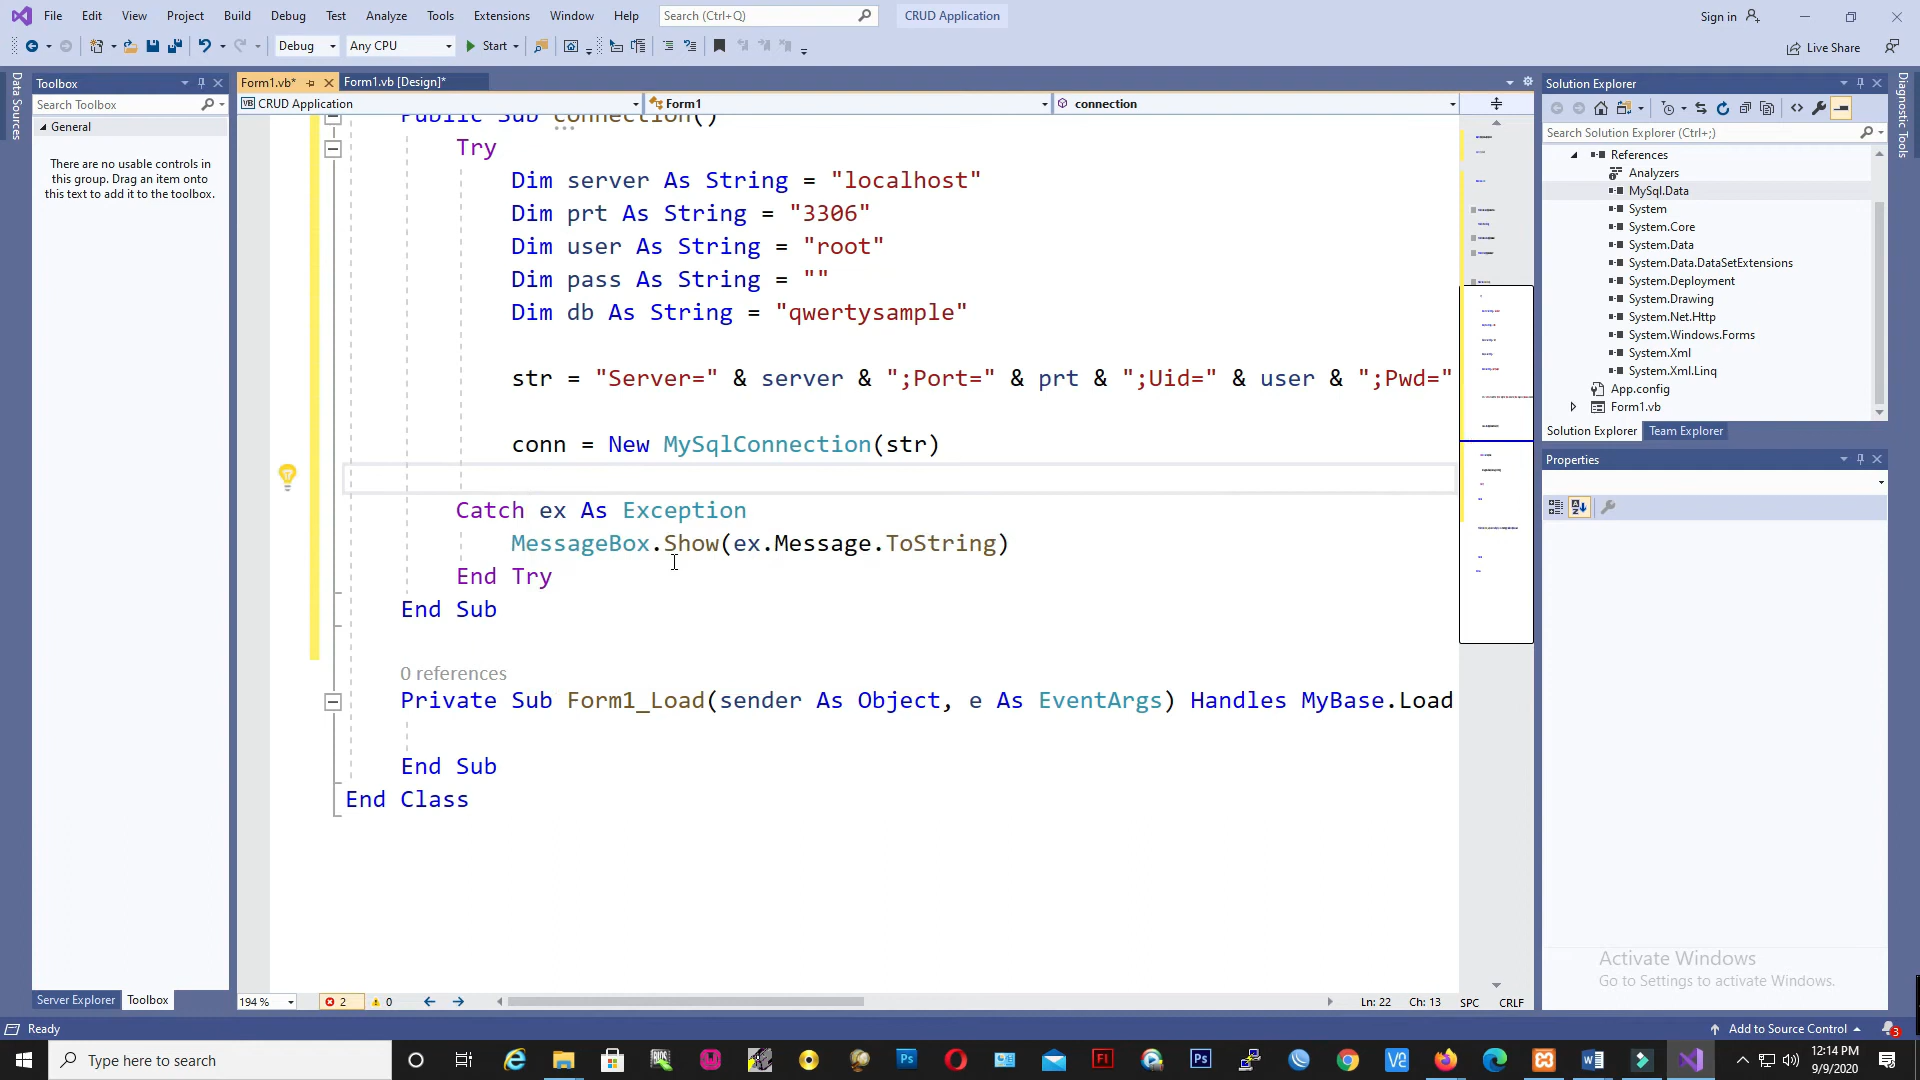 File Edit View Project Build Debug Test Analyze Tools Extensions Window Help Search (Ctrl+Q) CRUD Application Sign in
Debug Any CPU Start Live Share
Data Sources
Toolbox
Search Toolbox
General
There are no usable controls in
this group. Drag an item onto
this text to add it to the toolbox.
Server Explorer Toolbox
Form1.vb* Form1.vb [Design]*
VB CRUD Application Form1 connection
Public Sub connection()
Try
Dim server As String = "localhost"
Dim prt As String = "3306"
Dim user As String = "root"
Dim pass As String = ""
Dim db As String = "qwertysample"
str = "Server=" & server & ";Port=" & prt & ";Uid=" & user & ";Pwd="
conn = New MySqlConnection(str)
Catch ex As Exception
MessageBox.Show(ex.Message.ToString)
End Try
End Sub
0 references
Private Sub Form1_Load(sender As Object, e As EventArgs) Handles MyBase.Load
End Sub
End Class
194 % 2 0 Ln: 22 Ch: 13 SPC CRLF
Solution Explorer
Search Solution Explorer (Ctrl+;)
References
Analyzers
MySql.Data
System
System.Core
System.Data
System.Data.DataSetExtensions
System.Deployment
System.Drawing
System.Net.Http
System.Windows.Forms
System.Xml
System.Xml.Linq
App.config
Form1.vb
Solution Explorer Team Explorer
Properties
Activate Windows
Go to Settings to activate Windows.
Diagnostic Tools
Ready Add to Source Control 3
Type here to search
12:14 PM
9/9/2020